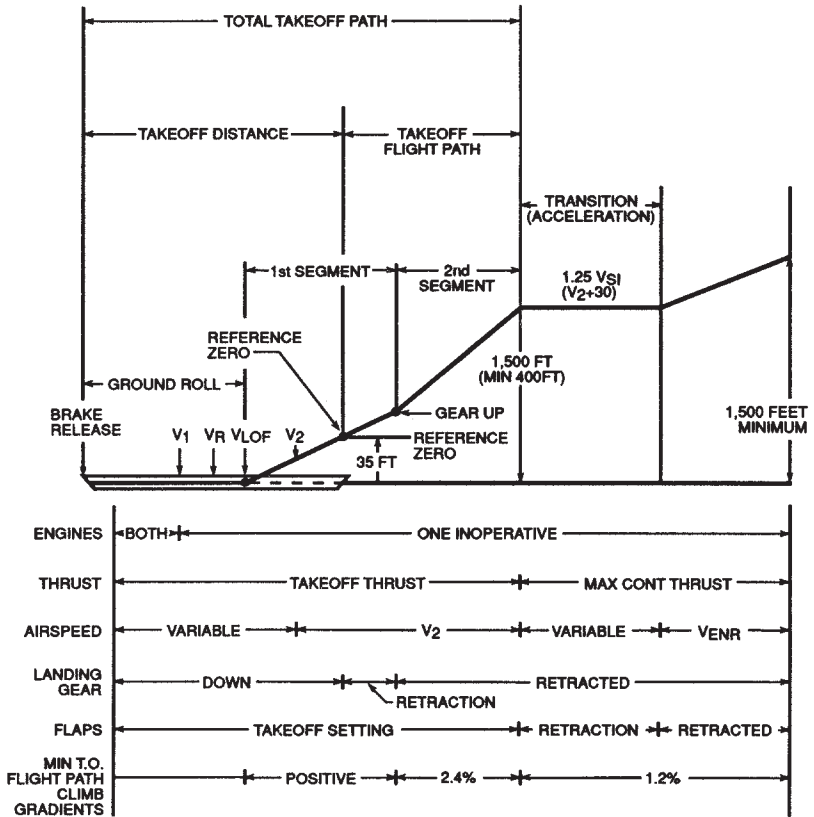 TOTAL TAKEOFF PATH
TAKEOFF DISTANCE
TAKEOFF
FLIGHT PATH
TRANSITION
(ACCELERATION)
1st SEGMENT
2nd
SEGMENT
1.25 VSI
(V2+30)
REFERENCE
ZERO
1,500 FT
(MIN 400FT)
GROUND ROLL
BRAKE
RELEASE
GEAR UP
1,500 FEET
MINIMUM
V1
VR
VLOF
V2
REFERENCE
ZERO
35 FT
ENGINES BOTH ONE INOPERATIVE
THRUST TAKEOFF THRUST MAX CONT THRUST
AIRSPEED VARIABLE V2 VARIABLE VENR
LANDING
GEAR DOWN RETRACTED
RETRACTION
FLAPS TAKEOFF SETTING RETRACTION RETRACTED
MIN T.O.
FLIGHT PATH POSITIVE 2.4% 1.2%
CLIMB
GRADIENTS